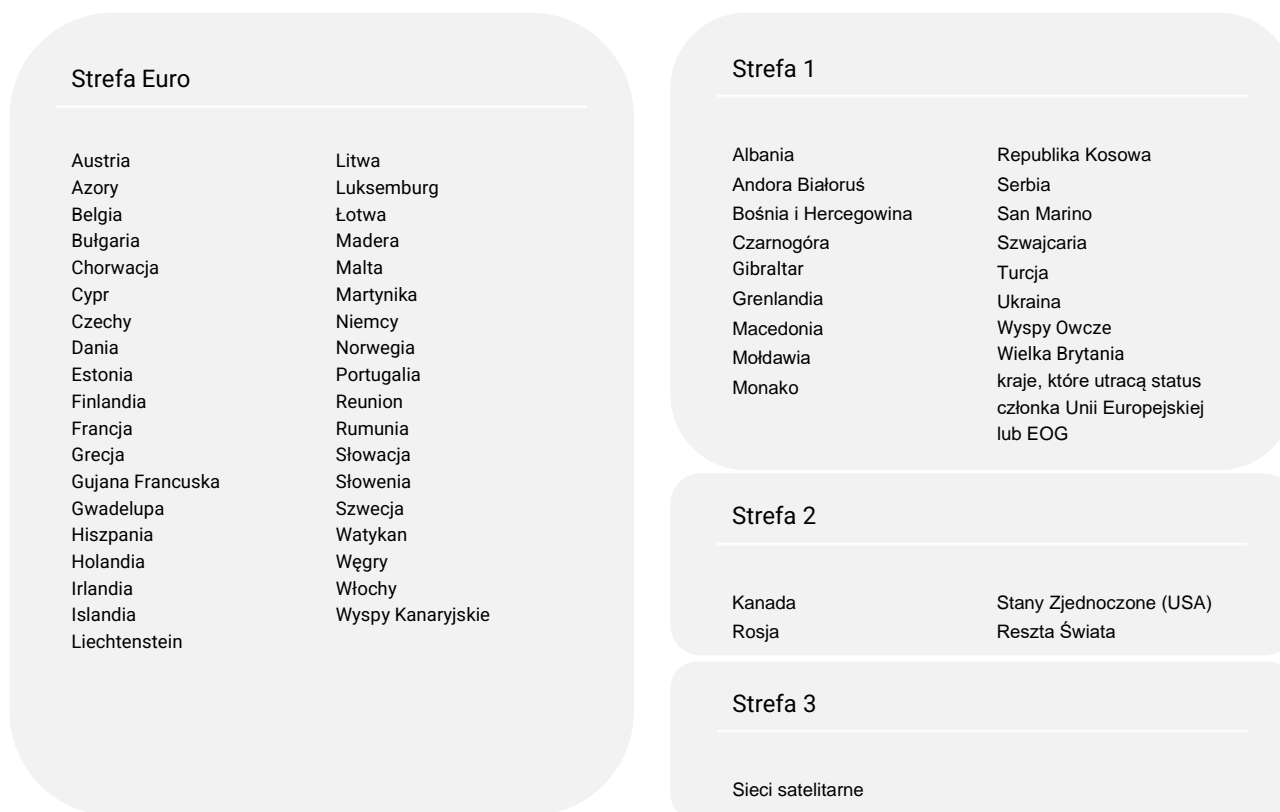 Strefa Euro
Austria
Azory
Belgia
Bułgaria
Chorwacja
Cypr
Czechy
Dania
Estonia
Finlandia
Francja
Grecja
Gujana Francuska
Gwadelupa
Hiszpania
Holandia
Irlandia
Islandia
Liechtenstein
Litwa
Luksemburg
Łotwa
Madera
Malta
Martynika
Niemcy
Norwegia
Portugalia
Reunion
Rumunia
Słowacja
Słowenia
Szwecja
Watykan
Węgry
Włochy
Wyspy Kanaryjskie
Strefa 1
Albania
Andora Białoruś
Bośnia i Hercegowina
Czarnogóra
Gibraltar
Grenlandia
Macedonia
Mołdawia
Monako
Republika Kosowa
Serbia
San Marino
Szwajcaria
Turcja
Ukraina
Wyspy Owcze
Wielka Brytania
kraje, które utracą status
członka Unii Europejskiej
lub EOG
Strefa 2
Kanada
Rosja
Stany Zjednoczone (USA)
Reszta Świata
Strefa 3
Sieci satelitarne